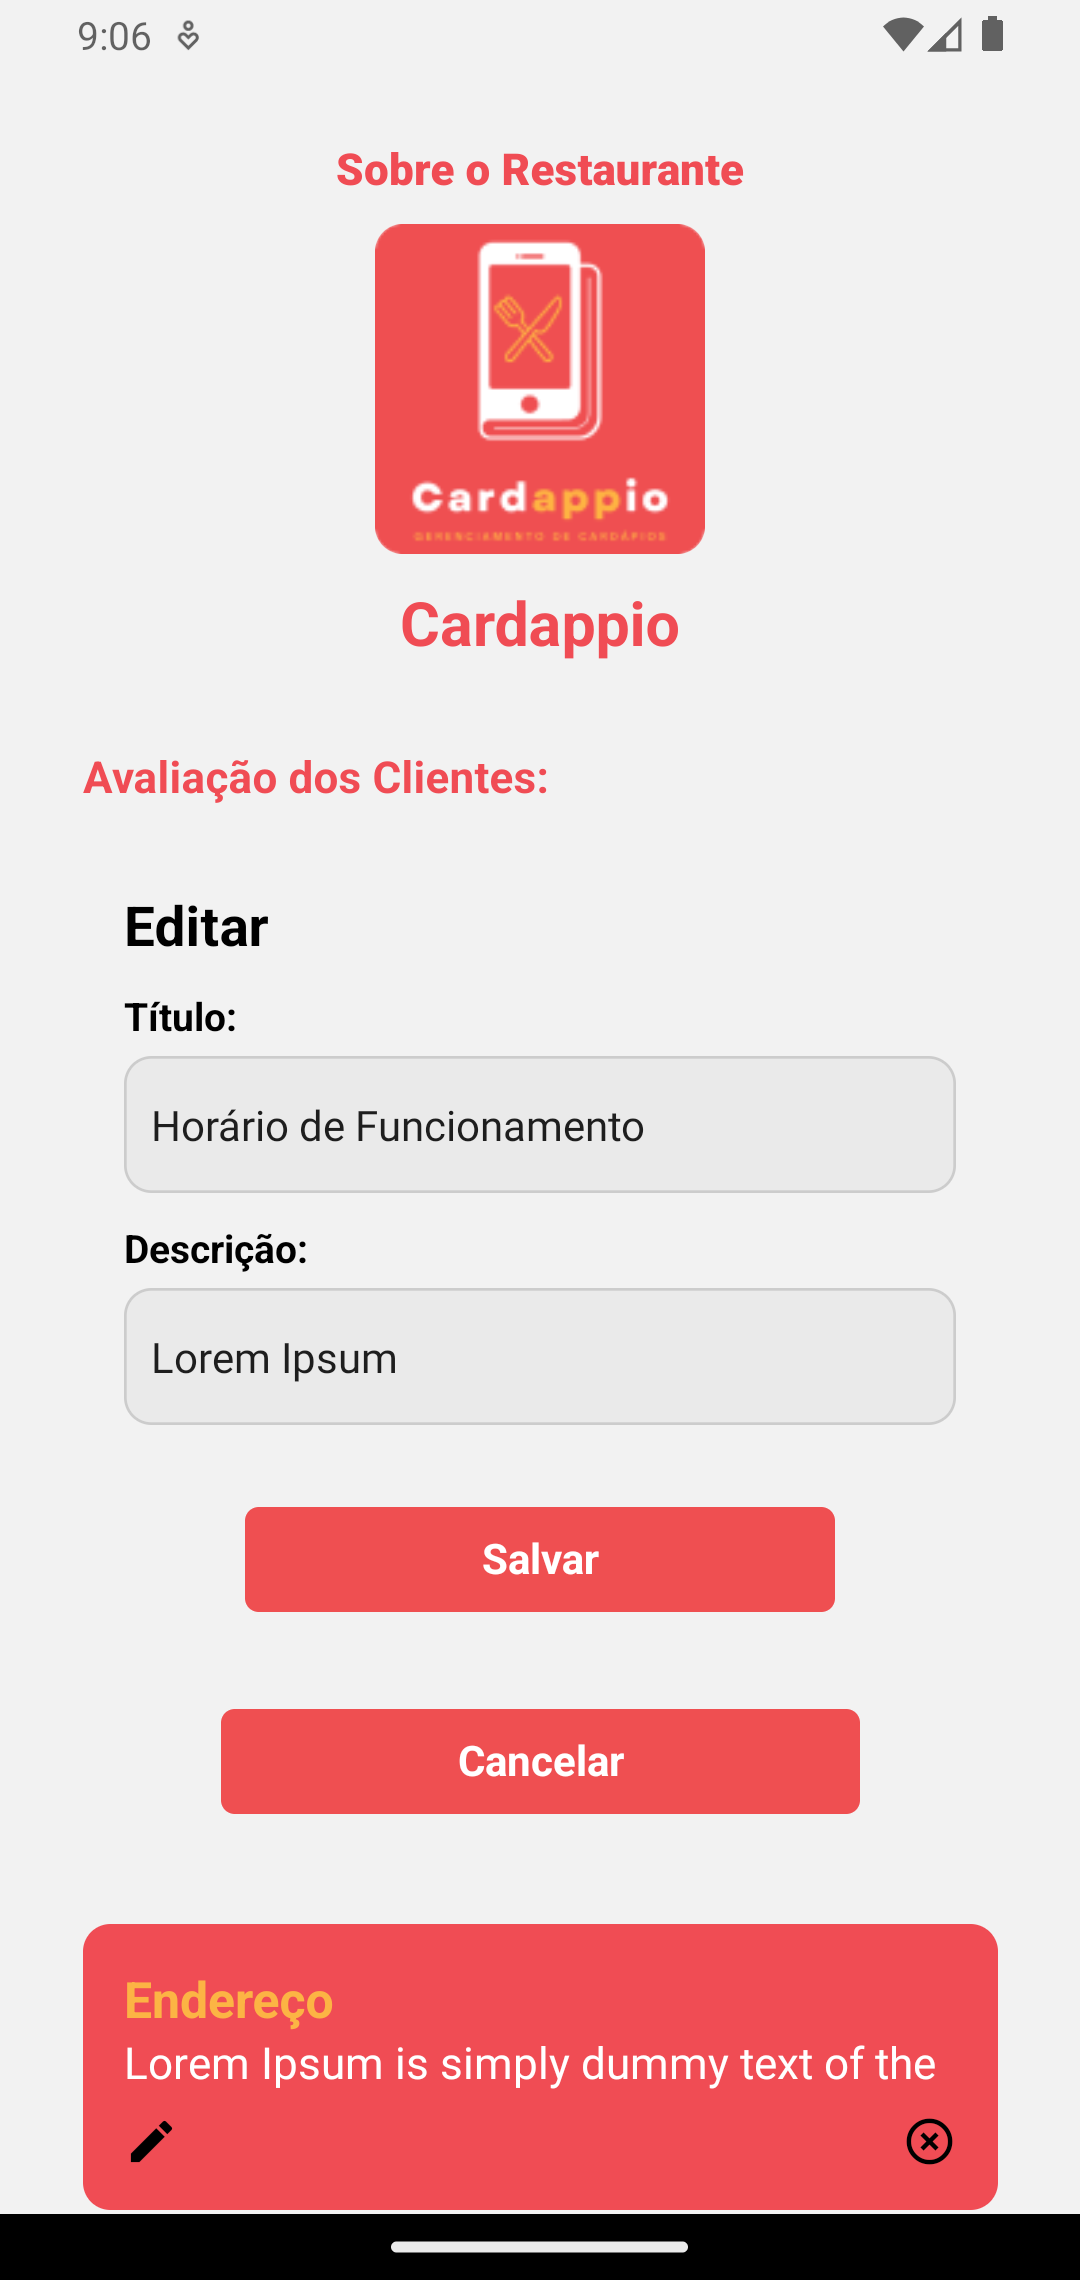 9:06
Sobre o Restaurante
Cardappio
GERENCIAMENTO DE CARDÁPIOS
Cardappio
Avaliação dos Clientes:
Editar
Título:
Horário de Funcionamento
Descrição:
Lorem Ipsum
Salvar
Cancelar
Endereço
Lorem Ipsum is simply dummy text of the